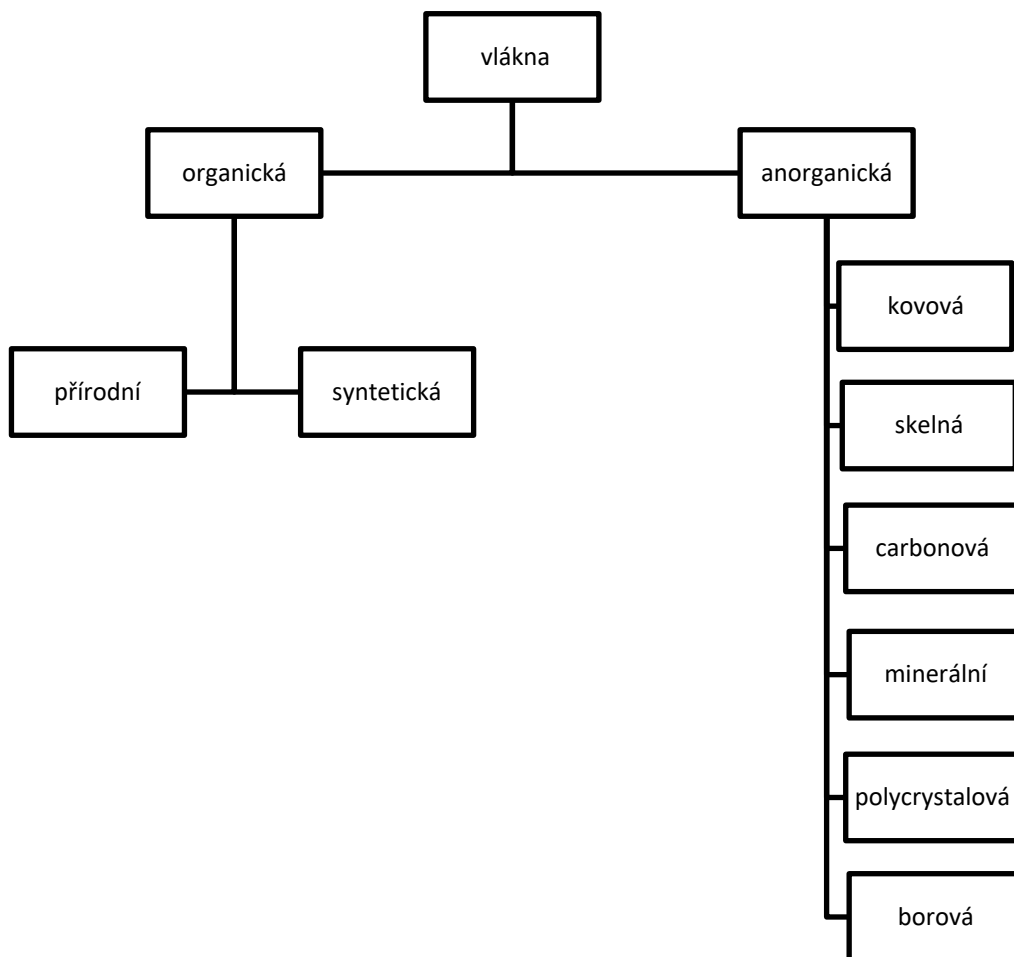 vlákna
organická
anorganická
kovová
přírodní
syntetická
skelná
carbonová
minerální
polycrystalová
borová